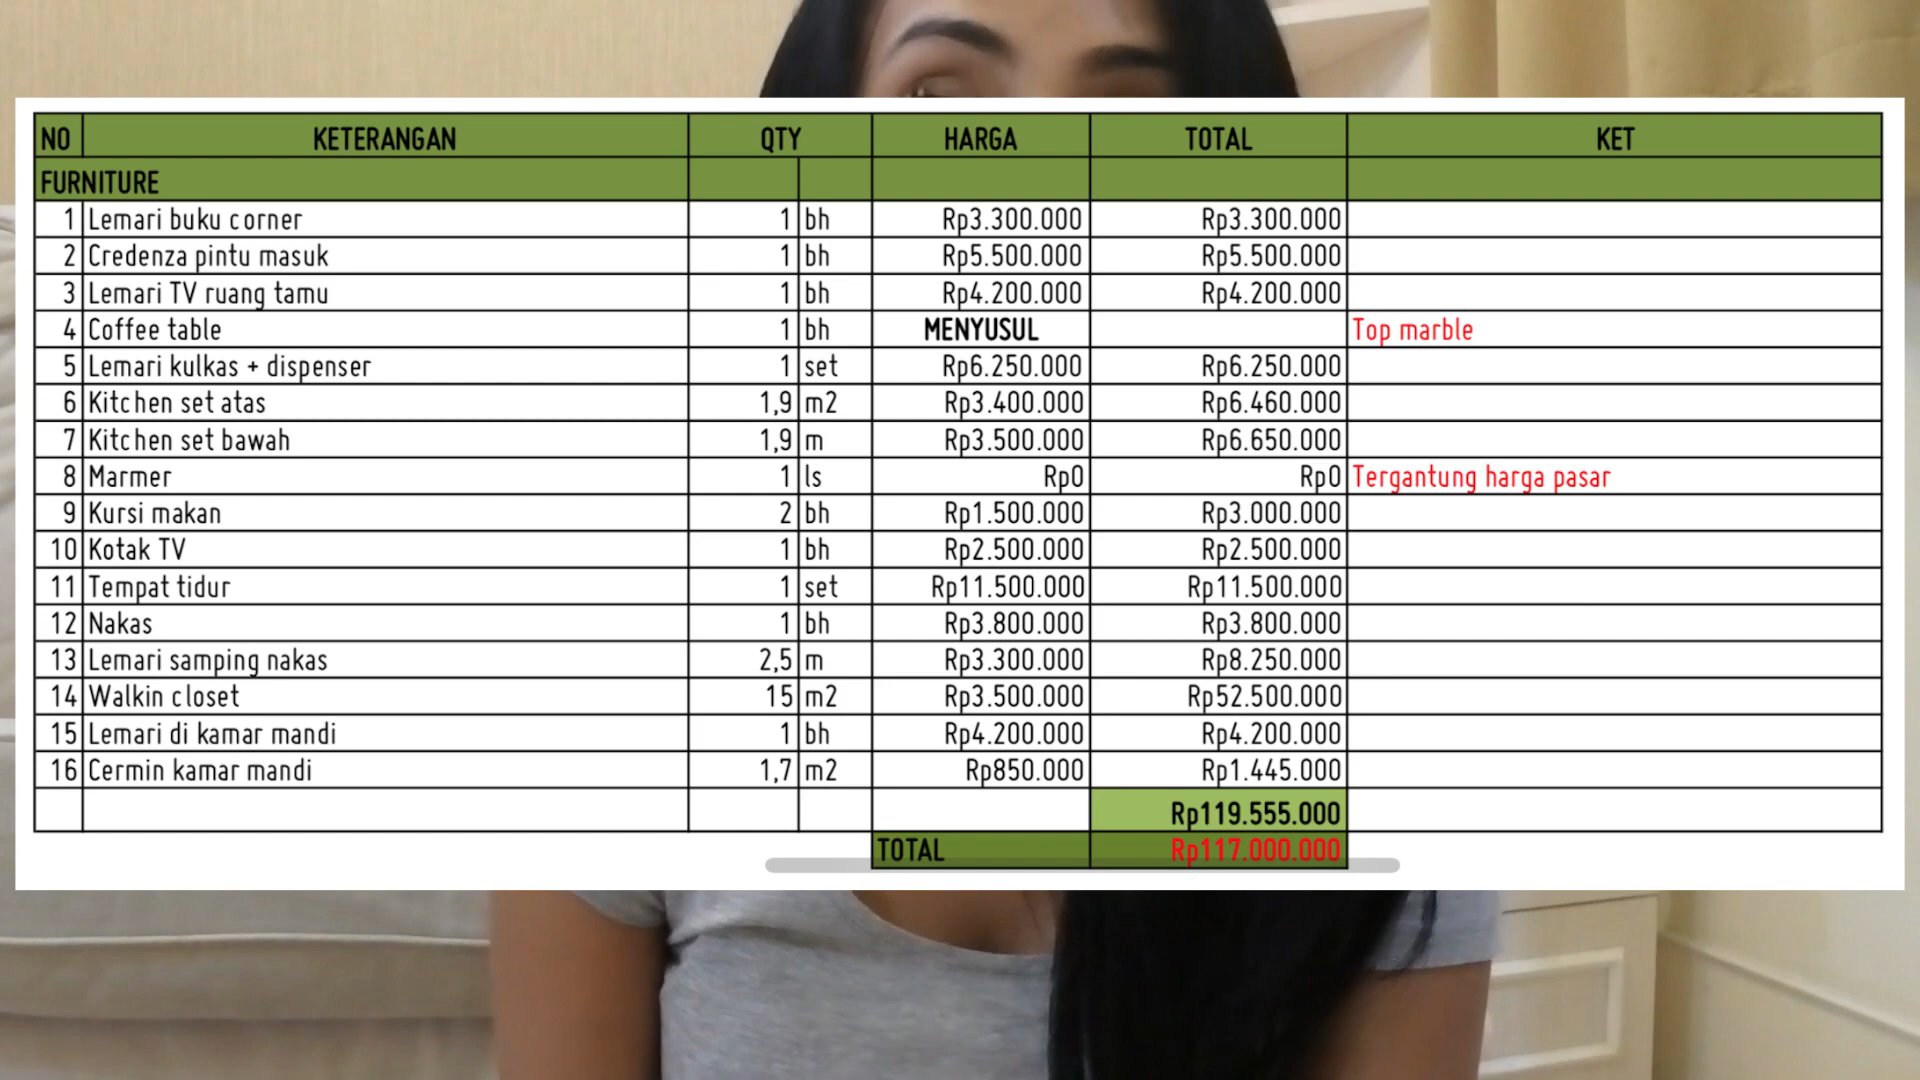 NO KETERANGAN QTY HARGA TOTAL KET
FURNITURE
1 Lemari buku corner 1 bh Rp3.300.000 Rp3.300.000
2 Credenza pintu masuk 1 bh Rp5.500.000 Rp5.500.000
3 Lemari TV ruang tamu 1 bh Rp4.200.000 Rp4.200.000
4 Coffee table 1 bh MENYUSUL Top marble
5 Lemari kulkas + dispenser 1 set Rp6.250.000 Rp6.250.000
6 Kitchen set atas 1,9 m2 Rp3.400.000 Rp6.460.000
7 Kitchen set bawah 1,9 m Rp3.500.000 Rp6.650.000
8 Marmer 1 ls Rp0 Rp0 Tergantung harga pasar
9 Kursi makan 2 bh Rp1.500.000 Rp3.000.000
10 Kotak TV 1 bh Rp2.500.000 Rp2.500.000
11 Tempat tidur 1 set Rp11.500.000 Rp11.500.000
12 Nakas 1 bh Rp3.800.000 Rp3.800.000
13 Lemari samping nakas 2,5 m Rp3.300.000 Rp8.250.000
14 Walkin closet 15 m2 Rp3.500.000 Rp52.500.000
15 Lemari di kamar mandi 1 bh Rp4.200.000 Rp4.200.000
16 Cermin kamar mandi 1,7 m2 Rp850.000 Rp1.445.000
Rp119.555.000
TOTAL Rp117.000.000